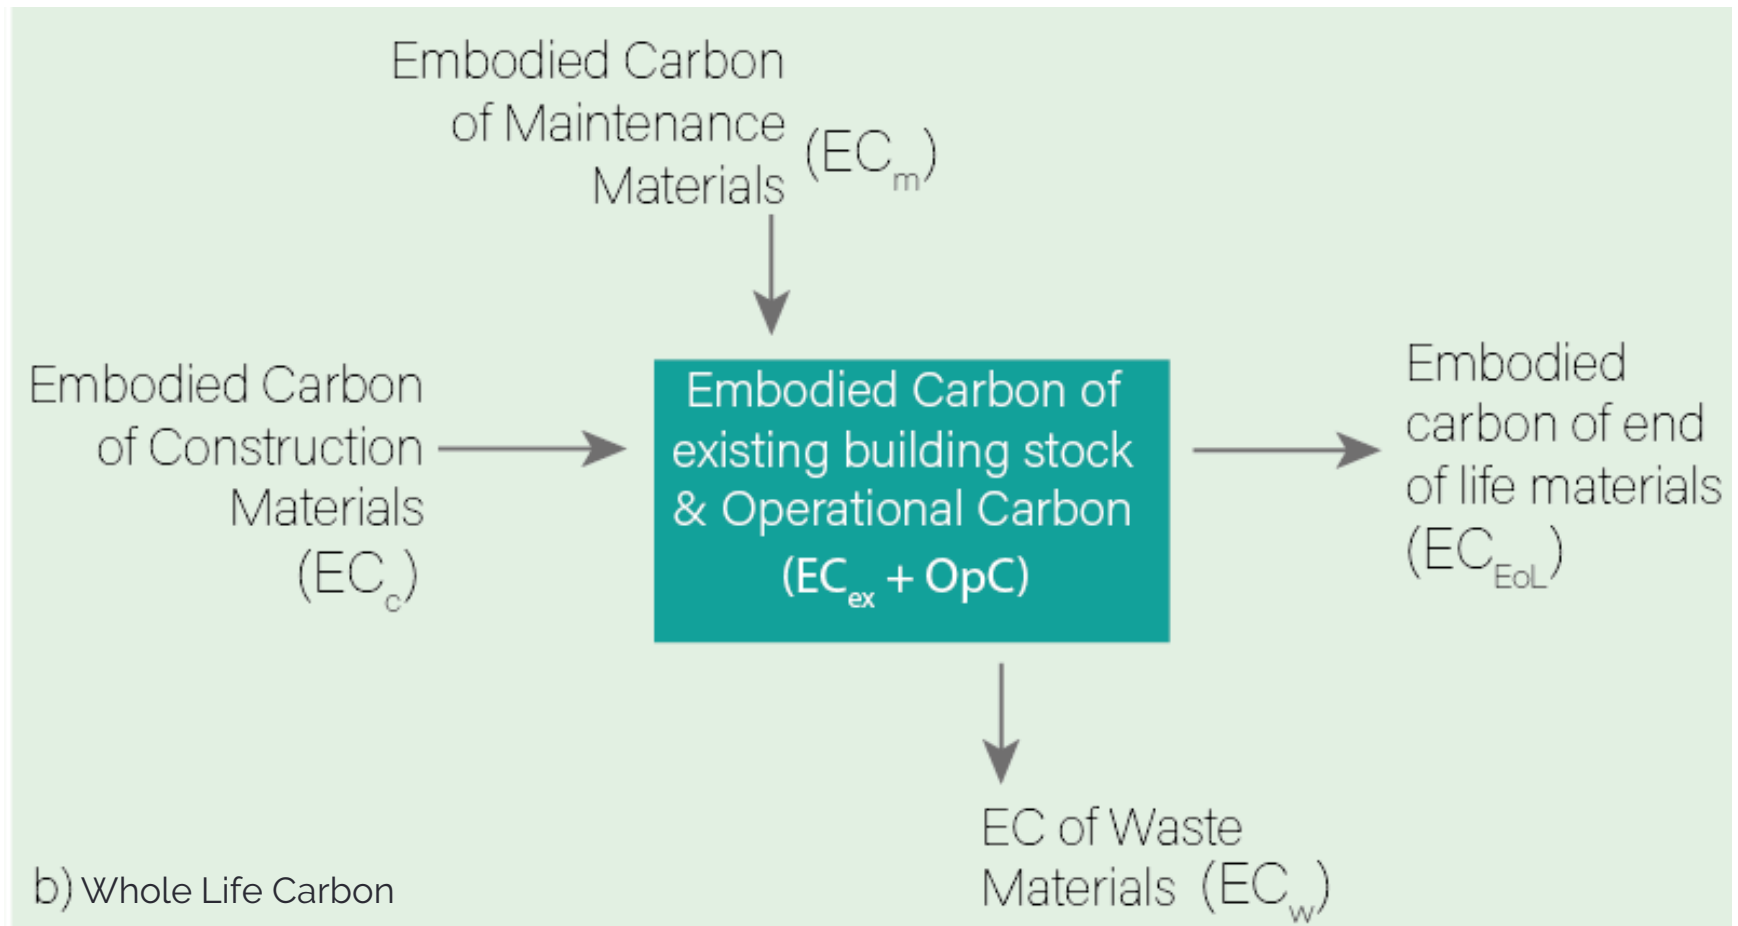 Embodied Carbon
of Maintenance
Materials
(ECm)
Embodied Carbon
of Construction
Materials
(ECc)
Embodied Carbon of
existing building stock
& Operational Carbon
(ECex + OpC)
Embodied
carbon of end
of life materials
(ECEoL)
EC of Waste
Materials (ECw)
b) Whole Life Carbon